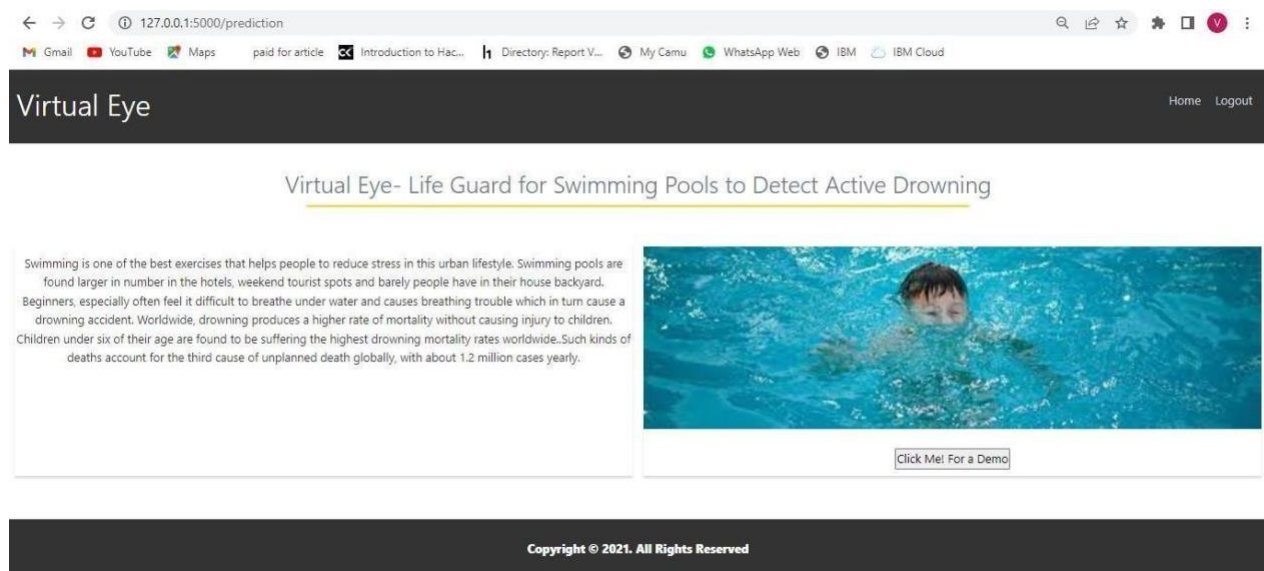 127.0.0.1:5000/prediction
V
Gmail YouTube Maps paid for article Introduction to Hac... Directory: Report V... My Camu WhatsApp Web IBM IBM Cloud
Virtual Eye
Home Logout
Virtual Eye- Life Guard for Swimming Pools to Detect Active Drowning
Swimming is one of the best exercises that helps people to reduce stress in this urban lifestyle. Swimming pools are
found larger in number in the hotels, weekend tourist spots and barely people have in their house backyard.
Beginners, especially often feel it difficult to breathe under water and causes breathing trouble which in turn cause a
drowning accident. Worldwide, drowning produces a higher rate of mortality without causing injury to children.
Children under six of their age are found to be suffering the highest drowning mortality rates worldwide..Such kinds of
deaths account for the third cause of unplanned death globally, with about 1.2 million cases yearly.
Click Me! For a Demo
Copyright © 2021. All Rights Reserved